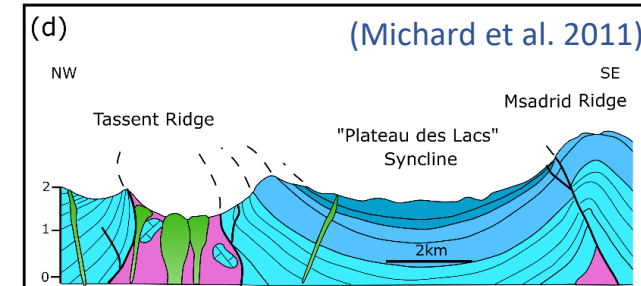 (d)
(Michard et al. 2011)
NW
SE
Msadrid Ridge
Tassent Ridge
"Plateau des Lacs"
Syncline
2
1
0
2km